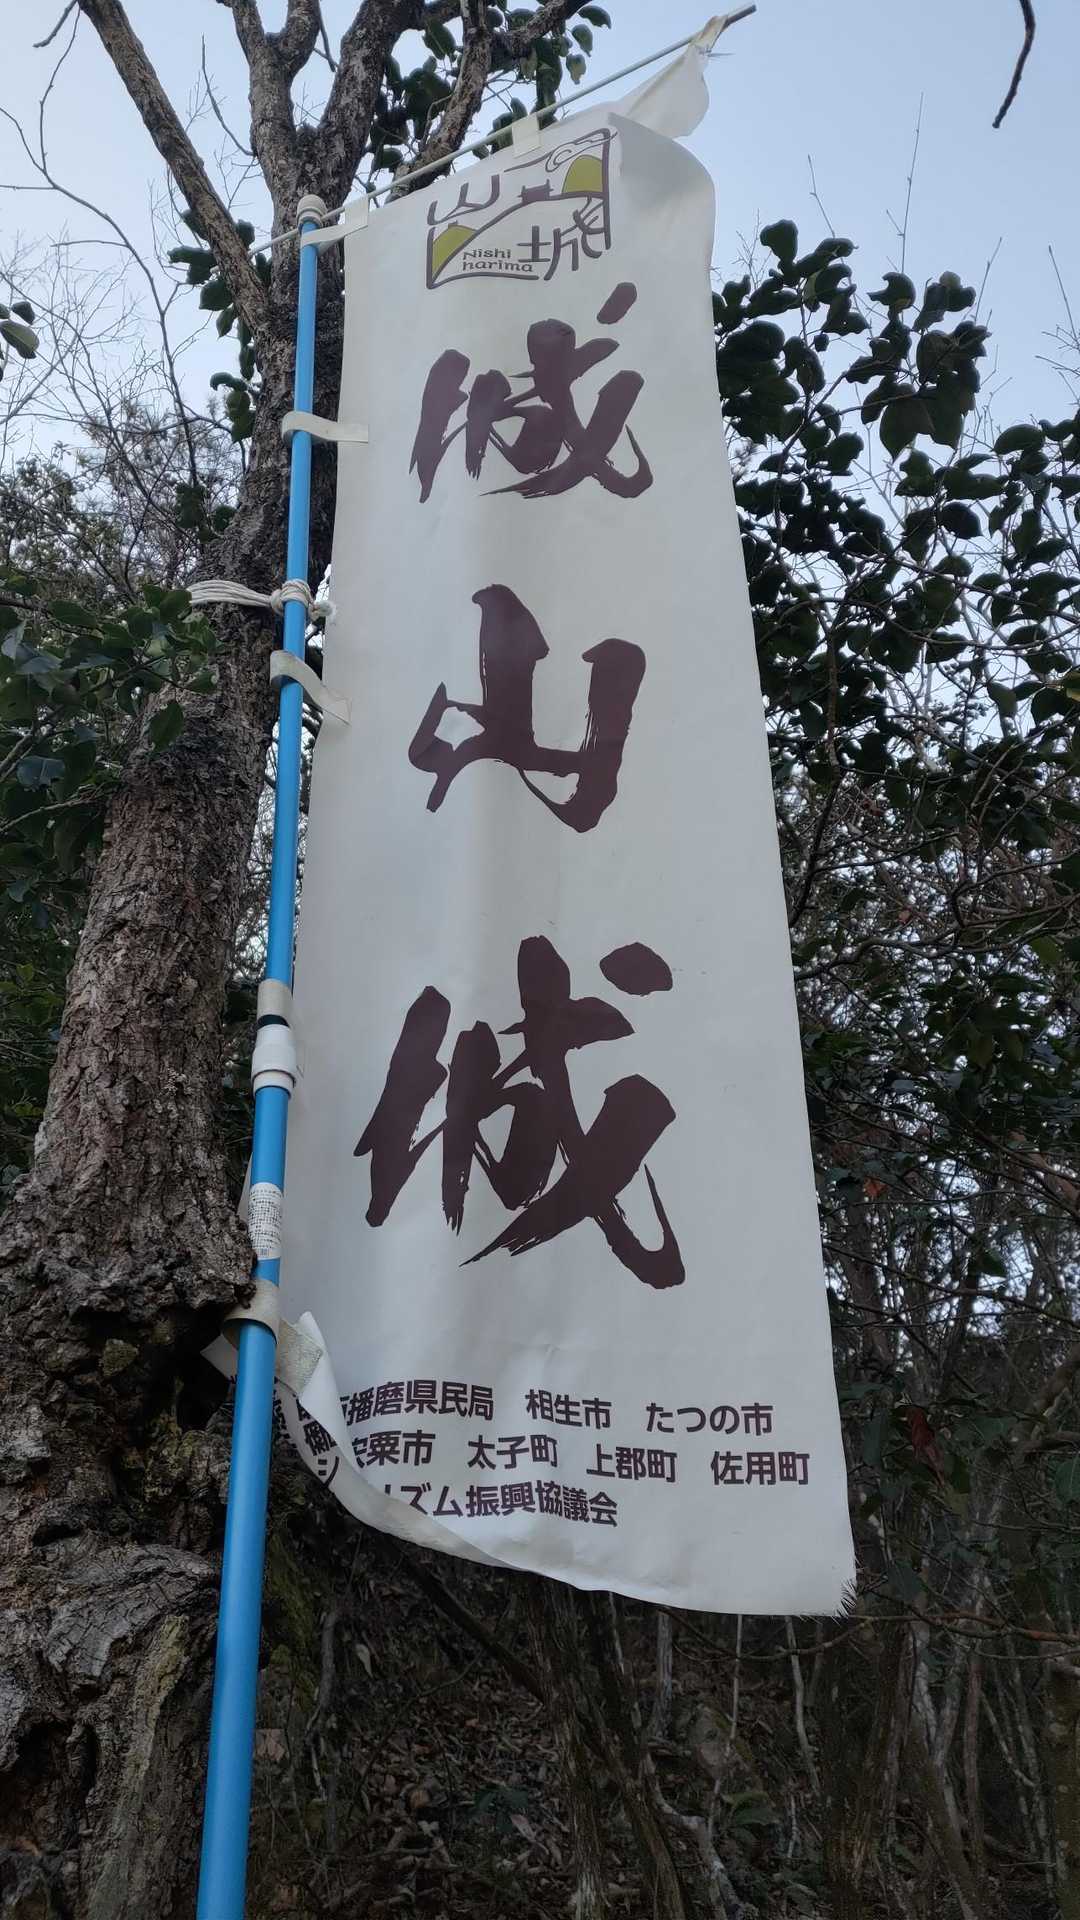 山城
Nishi
harima
城山城
播磨県民局 相生市 たつの市
粟市 太子町 上郡町 佐用町
リズム振興協議会